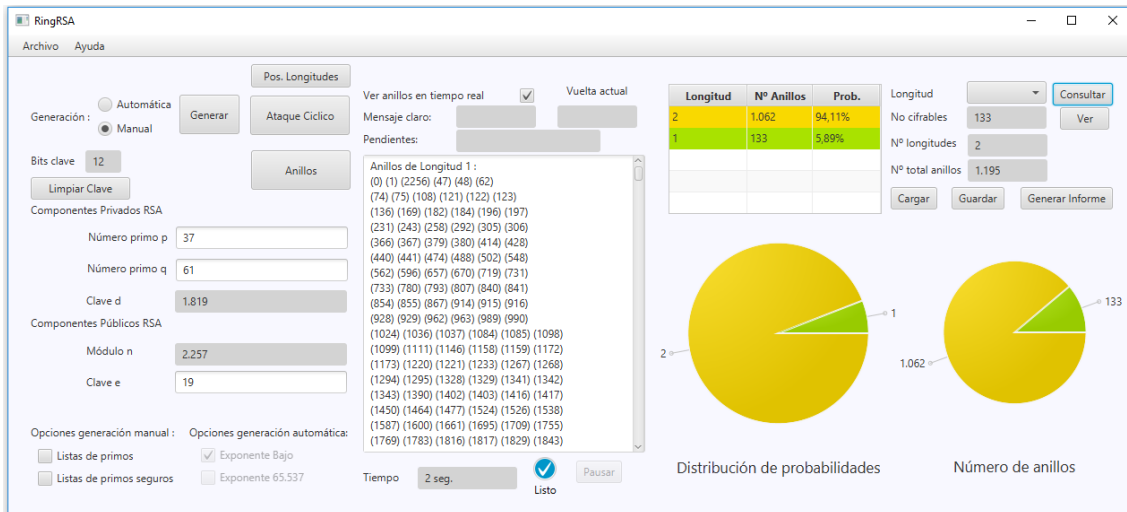 RingRSA
Archivo Ayuda
Pos. Longitudes
Generación :
Automática
Manual
Generar
Ataque Cíclico
Bits clave 12
Anillos
Limpiar Clave
Componentes Privados RSA
Número primo p 37
Número primo q 61
Clave d 1.819
Componentes Públicos RSA
Módulo n 2.257
Clave e 19
Opciones generación manual :
Listas de primos
Listas de primos seguros
Opciones generación automática:
Exponente Bajo
Exponente 65.537
Ver anillos en tiempo real
Vuelta actual
Mensaje claro:
Pendientes:
Anillos de Longitud 1 :
(0) (1) (2256) (47) (48) (62)
(74) (75) (108) (121) (122) (123)
(136) (169) (182) (184) (196) (197)
(231) (243) (258) (292) (305) (306)
(366) (367) (379) (380) (414) (428)
(440) (441) (474) (488) (502) (548)
(562) (596) (657) (670) (719) (731)
(733) (780) (793) (807) (840) (841)
(854) (855) (867) (914) (915) (916)
(928) (929) (962) (963) (989) (990)
(1024) (1036) (1037) (1084) (1085) (1098)
(1099) (1111) (1146) (1158) (1159) (1172)
(1173) (1220) (1221) (1233) (1267) (1268)
(1294) (1295) (1328) (1329) (1341) (1342)
(1343) (1390) (1402) (1403) (1416) (1417)
(1450) (1464) (1477) (1524) (1526) (1538)
(1587) (1600) (1661) (1695) (1709) (1755)
(1769) (1783) (1816) (1817) (1829) (1843)
Tiempo 2 seg.
Listo
Pausar
Longitud Nº Anillos Prob.
2 1.062 94,11%
1 133 5,89%
Longitud
Consultar
No cifrables 133
Ver
Nº longitudes 2
Nº total anillos 1.195
Cargar Guardar Generar Informe
1
2
Distribución de probabilidades
133
1.062
Número de anillos